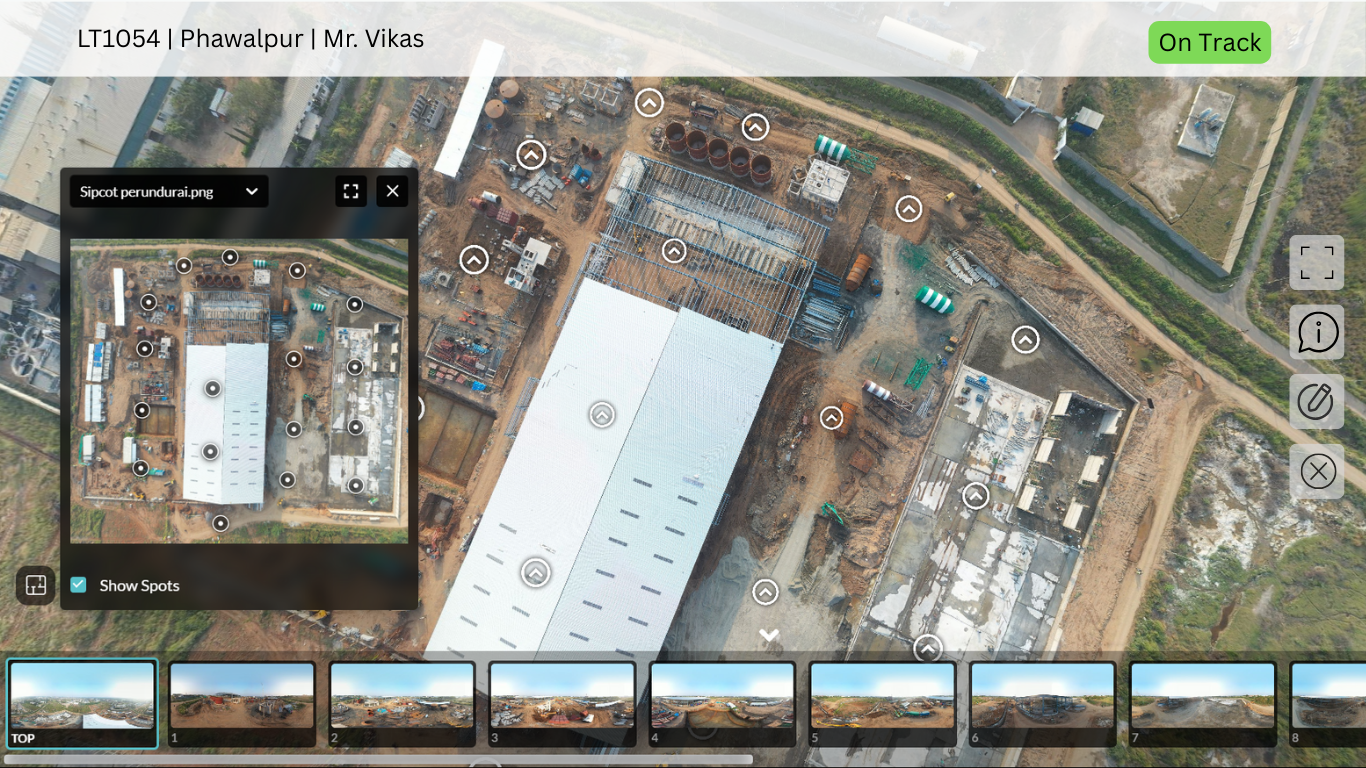 LT1054 | Phawalpur | Mr. Vikas
On Track
Sipcot perundurai.png
Show Spots
TOP
1
2
3
4
5
6
7
8